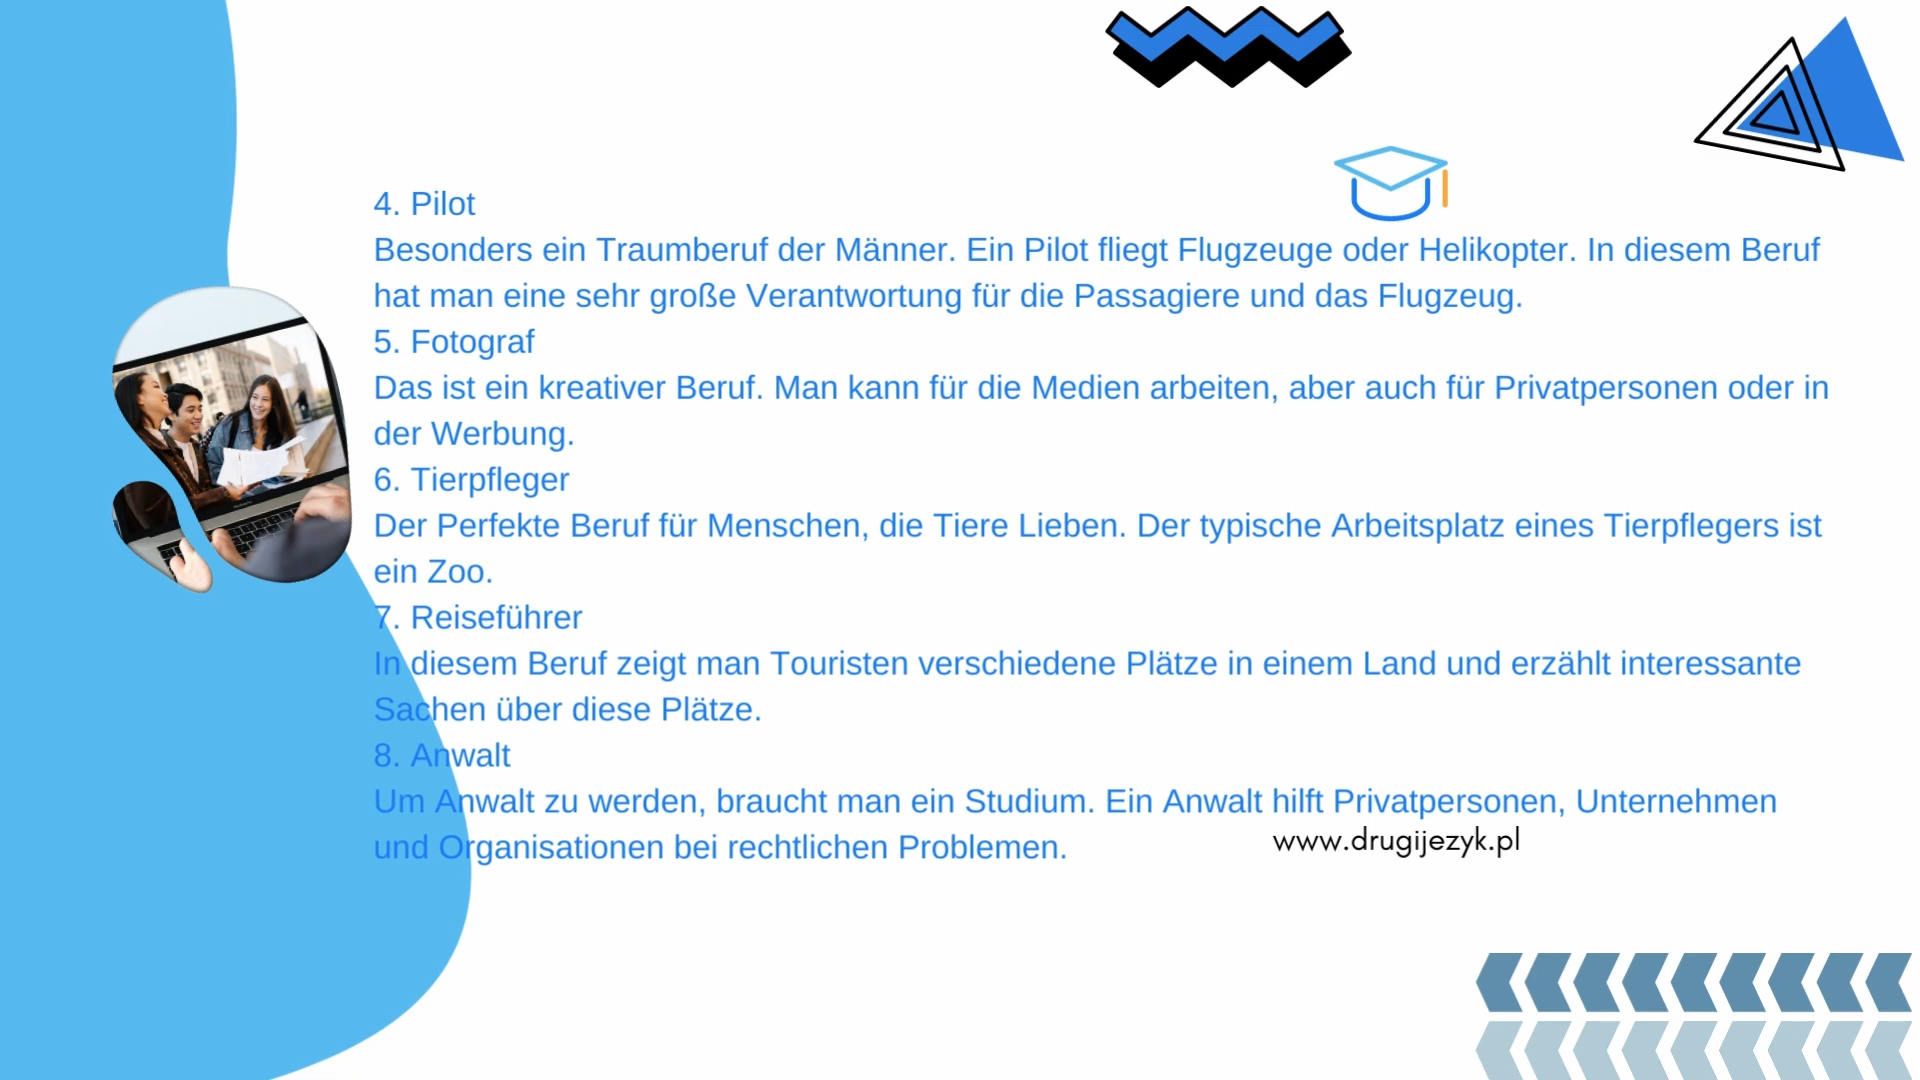 4. Pilot
Besonders ein Traumberuf der Männer. Ein Pilot fliegt Flugzeuge oder Helikopter. In diesem Beruf
hat man eine sehr große Verantwortung für die Passagiere und das Flugzeug.
5. Fotograf
Das ist ein kreativer Beruf. Man kann für die Medien arbeiten, aber auch für Privatpersonen oder in
der Werbung.
6. Tierpfleger
Der Perfekte Beruf für Menschen, die Tiere Lieben. Der typische Arbeitsplatz eines Tierpflegers ist
ein Zoo.
7. Reiseführer
In diesem Beruf zeigt man Touristen verschiedene Plätze in einem Land und erzählt interessante
Sachen über diese Plätze.
8. Anwalt
Um Anwalt zu werden, braucht man ein Studium. Ein Anwalt hilft Privatpersonen, Unternehmen
und Organisationen bei rechtlichen Problemen.
www.drugijezyk.pl